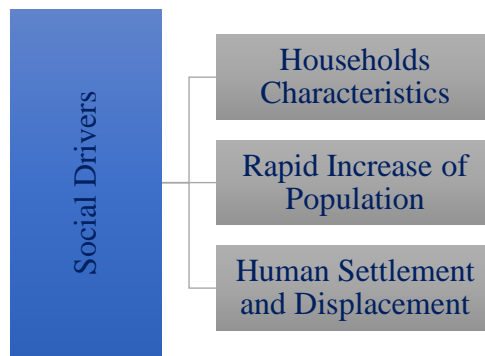 Social Drivers
Households
Characteristics
Rapid Increase of
Population
Human Settlement
and Displacement